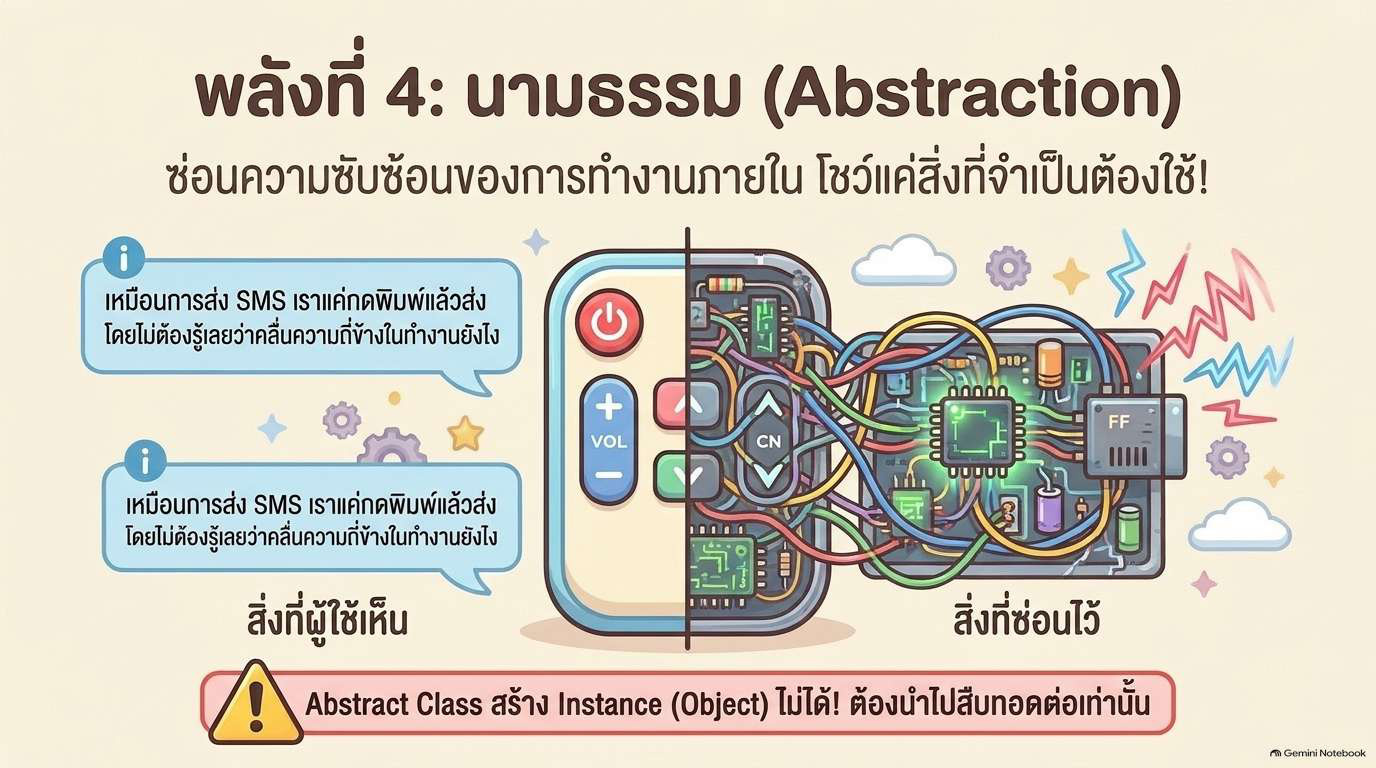 พลังที่ 4: นามธรรม (Abstraction)
ซ่อนความซับซ้อนของการทำงานภายใน โชว์แค่สิ่งที่จำเป็นต้องใช้!
i
เหมือนการส่ง SMS เราแค่กดพิมพ์แล้วส่ง
โดยไม่ต้องรู้เลยว่าคลื่นความถี่ข้างในทำงานยังไง
i
เหมือนการส่ง SMS เราแค่กดพิมพ์แล้วส่ง
โดยไม่ต้องรู้เลยว่าคลื่นความถี่ข้างในทำงานยังไง
สิ่งที่ผู้ใช้เห็น
+
VOL
−
CN
FF
สิ่งที่ซ่อนไว้
! Abstract Class สร้าง Instance (Object) ไม่ได้! ต้องนำไปสืบทอดต่อเท่านั้น
Gemini Notebook